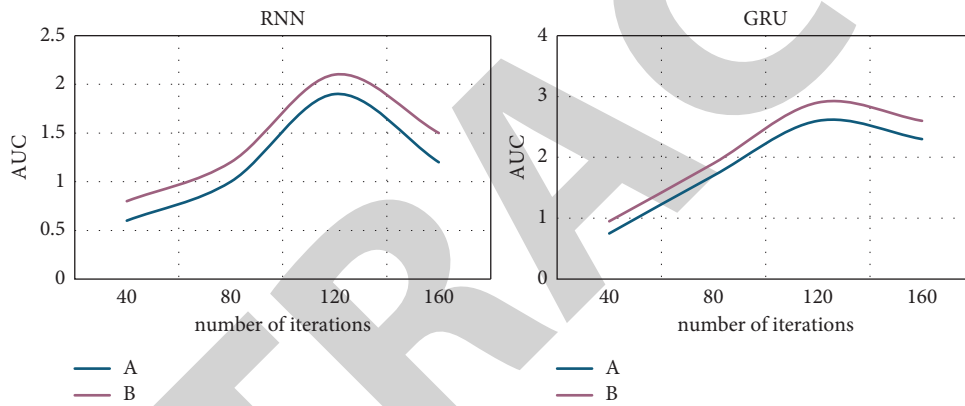 RNN
2.5
2
1.5
1
0.5
0
AUC
40 80 120 160
number of iterations
A
B
GRU
4
3
2
1
0
AUC
40 80 120 160
number of iterations
A
B
TRAC